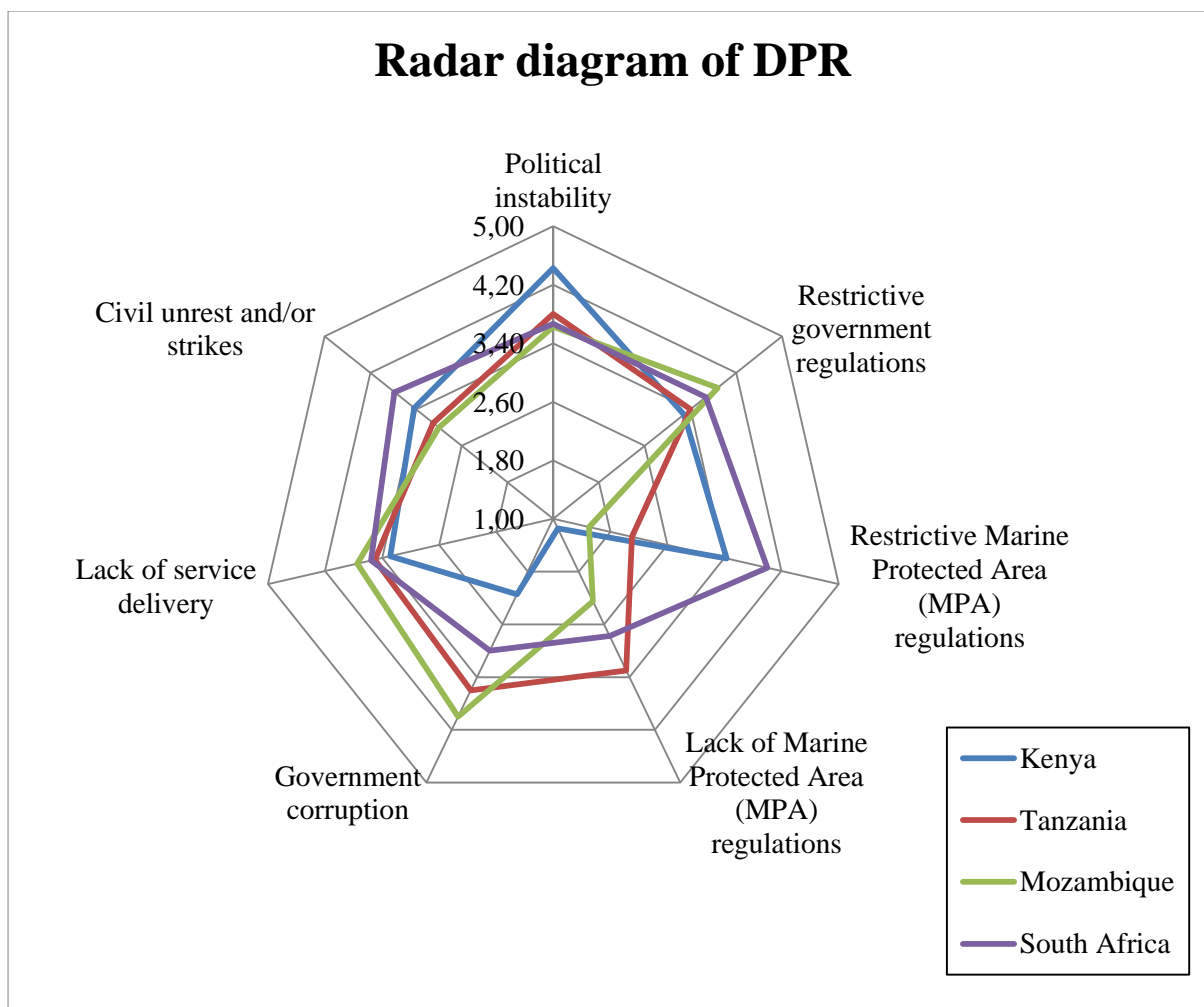 Radar diagram of DPR
Political
instability
5,00
4,20
3,40
2,60
1,80
1,00
Restrictive
government
regulations
Restrictive Marine
Protected Area
(MPA)
regulations
Lack of Marine
Protected Area
(MPA)
regulations
Government
corruption
Lack of service
delivery
Civil unrest and/or
strikes
Kenya
Tanzania
Mozambique
South Africa